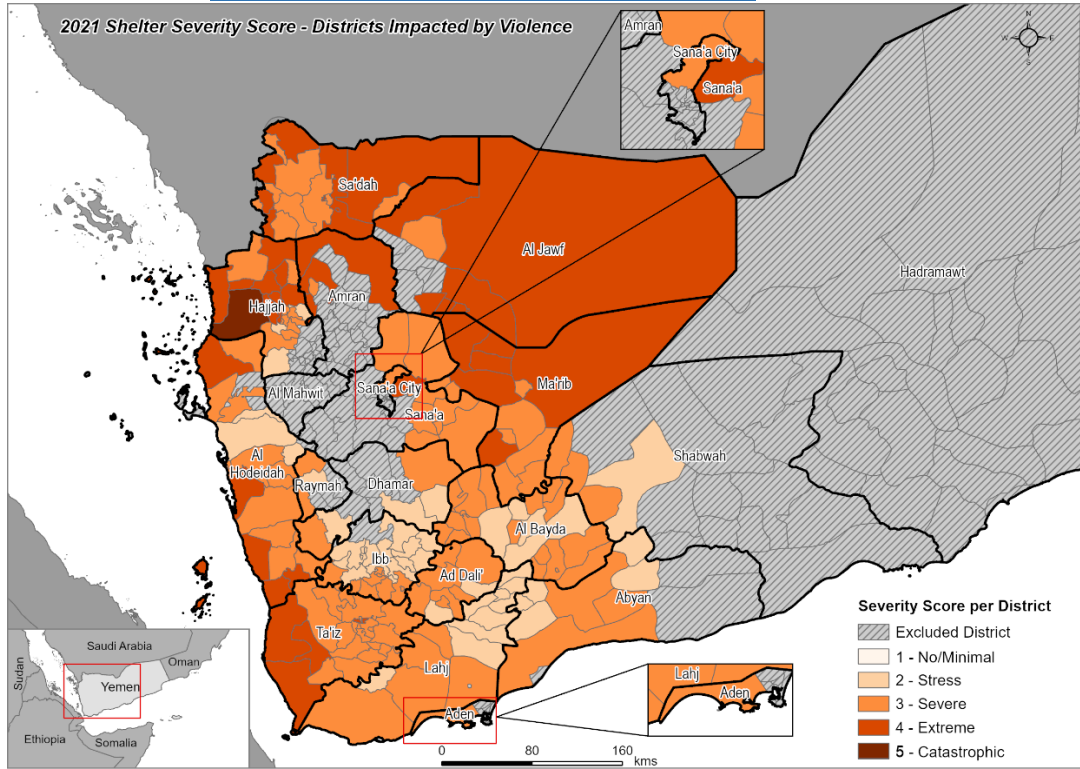 2021 Shelter Severity Score - Districts Impacted by Violence
N
W
E
S
Amran
Sana'a City
Sana'a
Sa'dah
Al Jawf
Hadramawt
Hajjah
Amran
Ma'rib
Al Mahwit
Sana'a City
Sana'a
Shabwah
Al
Hodeidah
Raymah
Dhamar
Al Bayda
Ibb
Ad Dali'
Abyan
Ta'iz
Lahj
Aden
Lahj
Aden
Saudi Arabia
Sudan
Oman
Yemen
Ethiopia
Somalia
0
80
160
kms
Severity Score per District
Excluded District
1 - No/Minimal
2 - Stress
3 - Severe
4 - Extreme
5 - Catastrophic